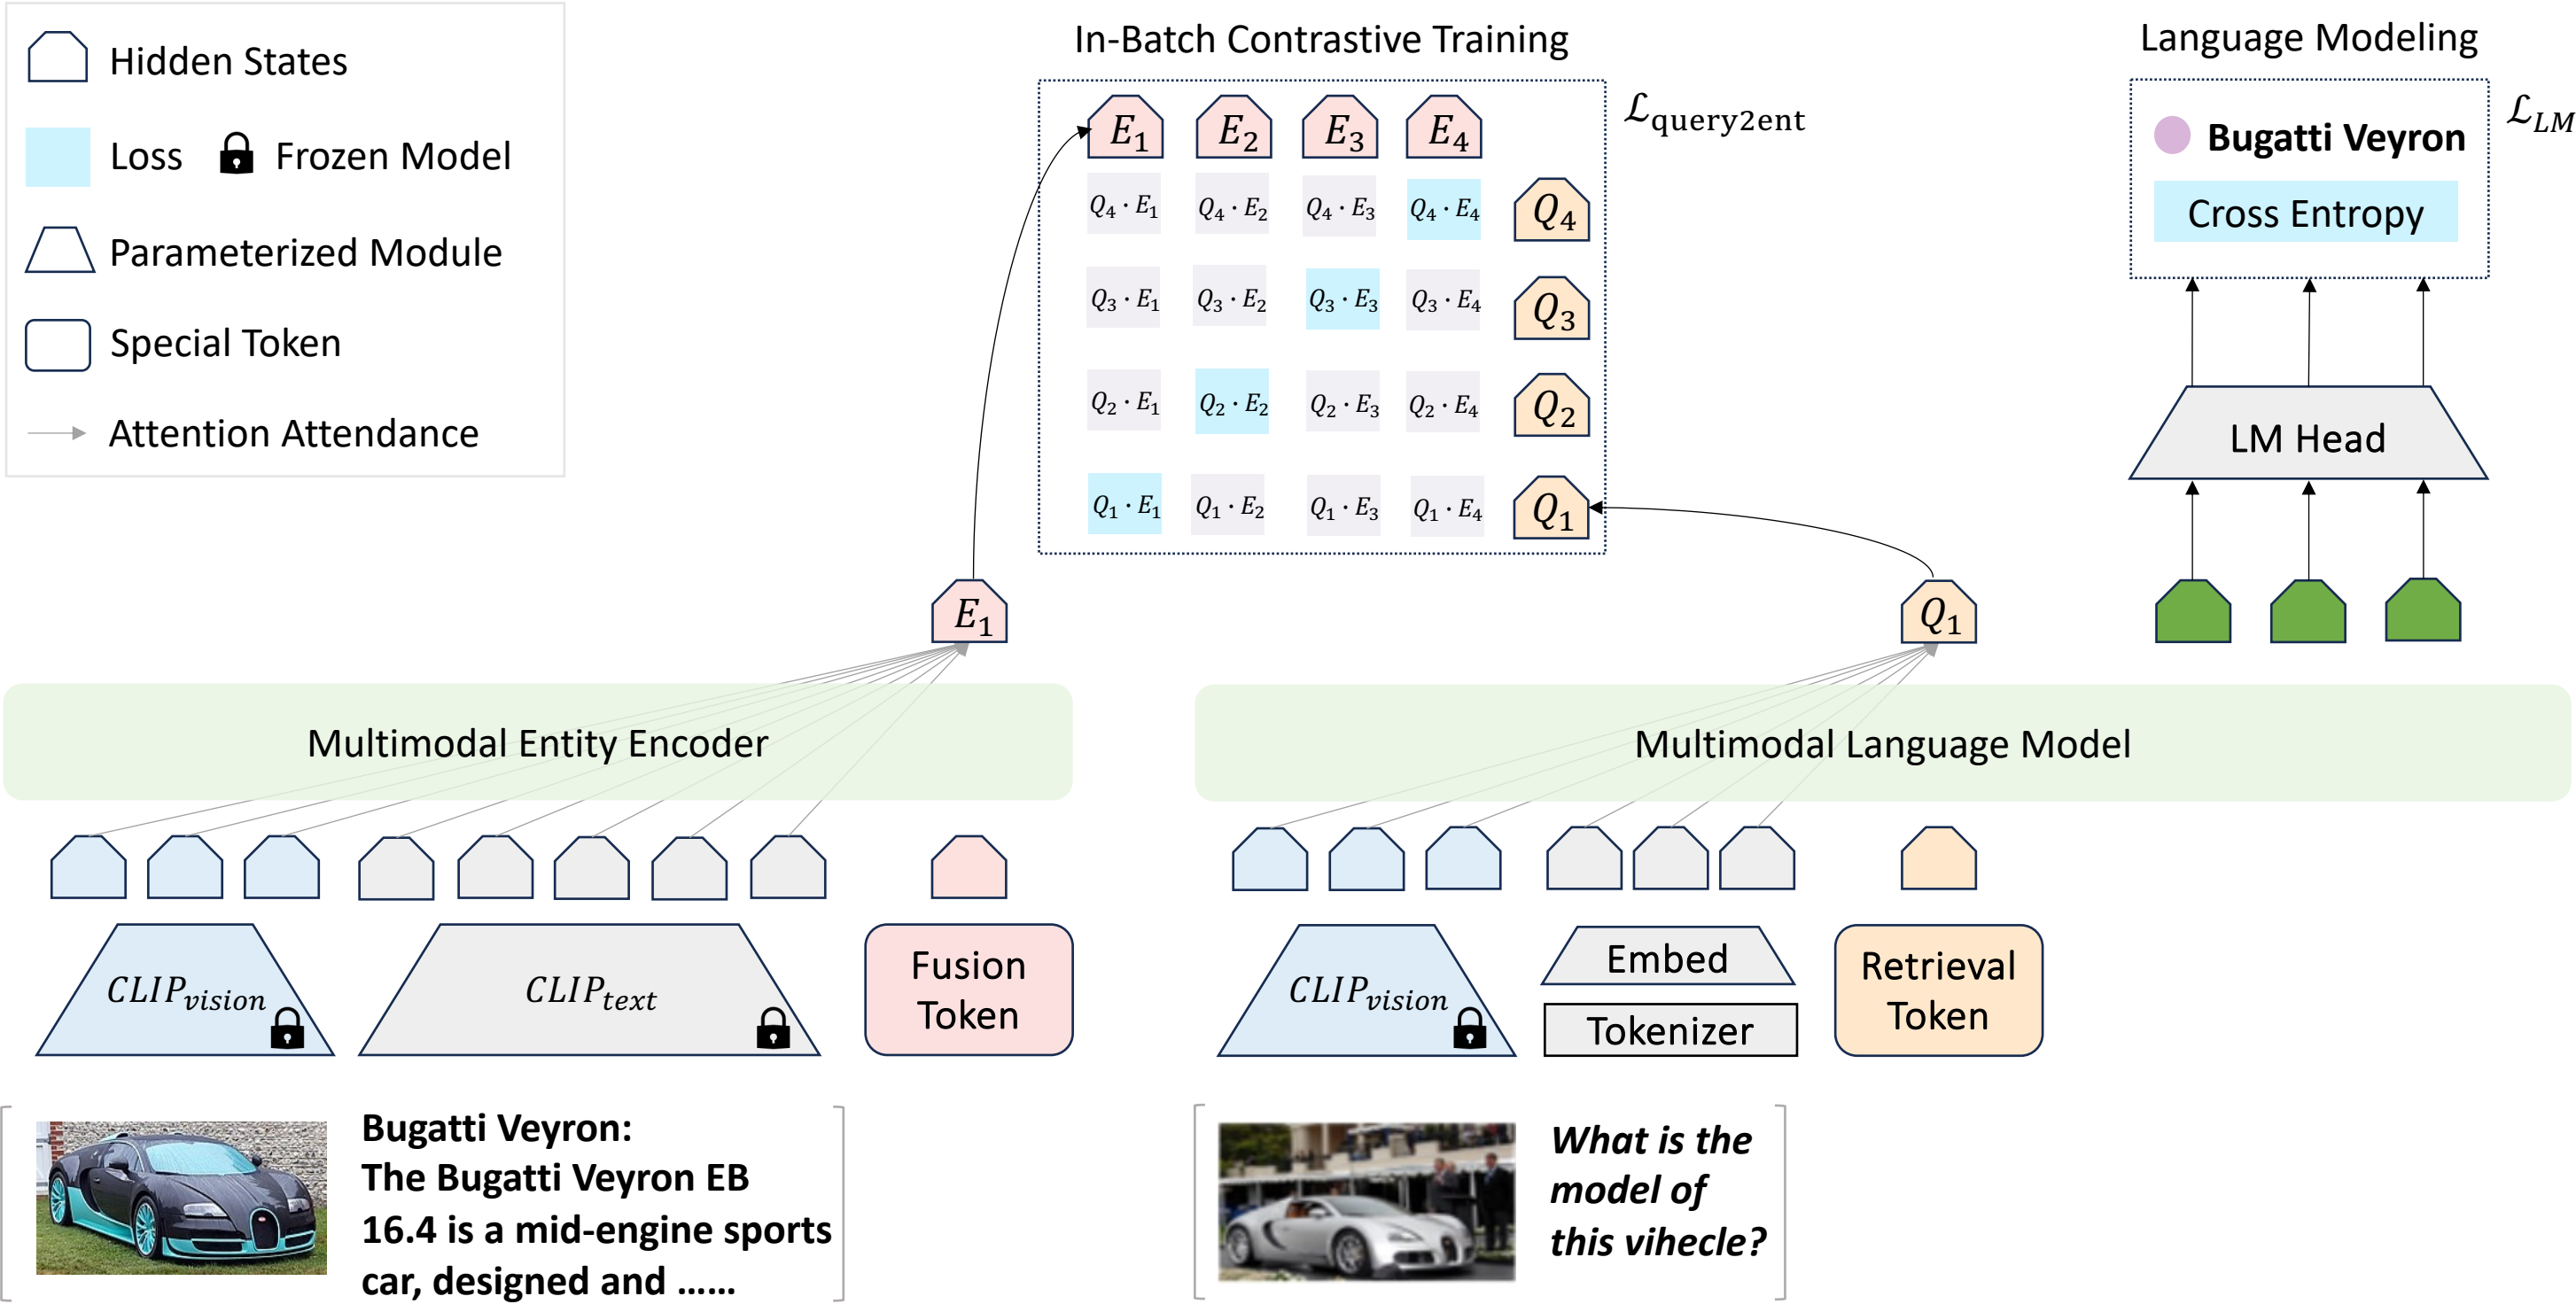 Hidden States
Loss
Frozen Model
Parameterized Module
Special Token
Attention Attendance
In-Batch Contrastive Training
E₁ E₂ E₃ E₄
Q₄ · E₁ Q₄ · E₂ Q₄ · E₃ Q₄ · E₄ Q₄
Q₃ · E₁ Q₃ · E₂ Q₃ · E₃ Q₃ · E₄ Q₃
Q₂ · E₁ Q₂ · E₂ Q₂ · E₃ Q₂ · E₄ Q₂
Q₁ · E₁ Q₁ · E₂ Q₁ · E₃ Q₁ · E₄ Q₁
ℒquery2ent
Language Modeling
ℒLM
Bugatti Veyron
Cross Entropy
LM Head
E₁
Q₁
Multimodal Entity Encoder
Multimodal Language Model
CLIPvision
CLIPtext
Fusion
Token
CLIPvision
Embed
Tokenizer
Retrieval
Token
Bugatti Veyron:
The Bugatti Veyron EB
16.4 is a mid-engine sports
car, designed and ......
What is the
model of
this vihecle?